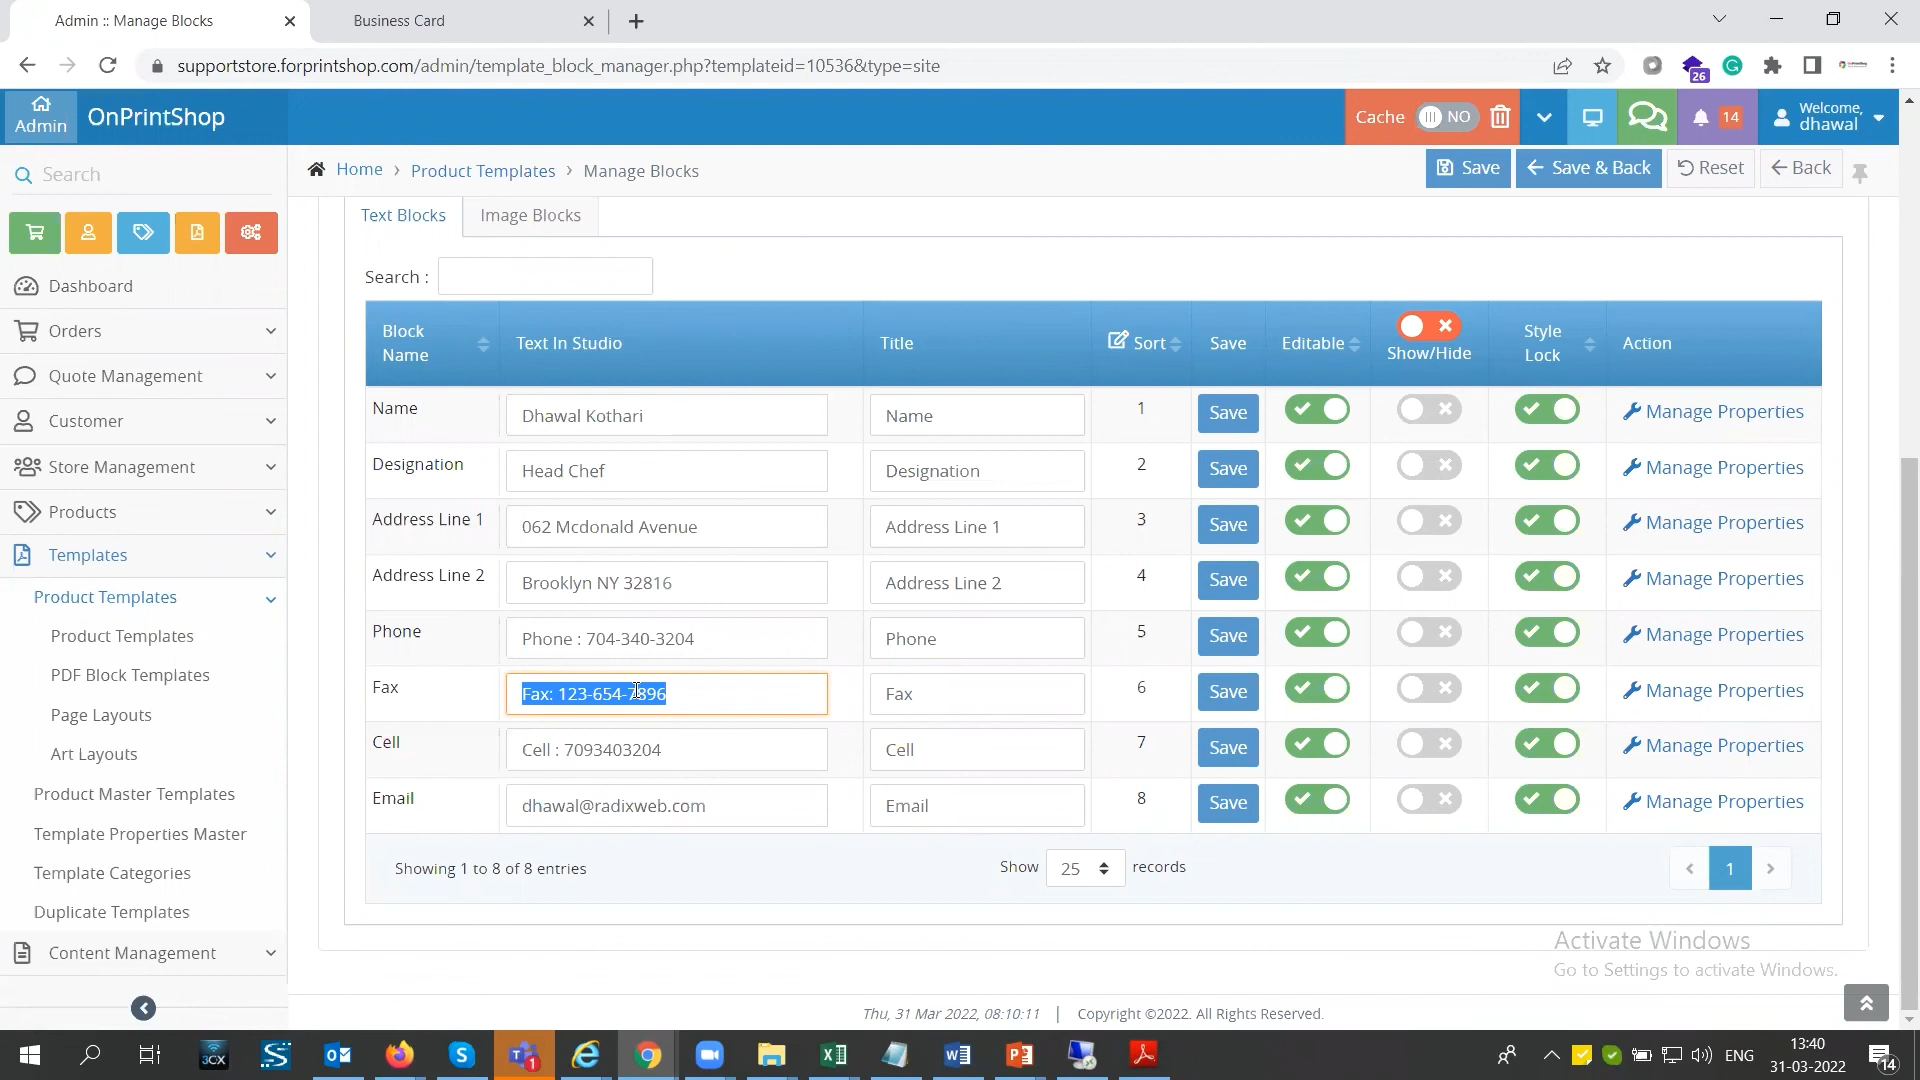 Admin :: Manage Blocks
Business Card
supportstore.forprintshop.com/admin/template_block_manager.php?templateid=10536&type=site
26
Admin
OnPrintShop
Cache
NO
14
Welcome,
dhawal
Search
Home > Product Templates > Manage Blocks
Save
Save & Back
Reset
Back
Dashboard
Orders
Quote Management
Customer
Store Management
Products
Templates
Product Templates
Product Templates
PDF Block Templates
Page Layouts
Art Layouts
Product Master Templates
Template Properties Master
Template Categories
Duplicate Templates
Content Management
Text Blocks
Image Blocks
Search :
Block Name Text In Studio Title Sort Save Editable Show/Hide Style Lock Action
Name Dhawal Kothari Name 1 Save Manage Properties
Designation Head Chef Designation 2 Save Manage Properties
Address Line 1 062 Mcdonald Avenue Address Line 1 3 Save Manage Properties
Address Line 2 Brooklyn NY 32816 Address Line 2 4 Save Manage Properties
Phone Phone : 704-340-3204 Phone 5 Save Manage Properties
Fax Fax: 123-654-7896 Fax 6 Save Manage Properties
Cell Cell : 7093403204 Cell 7 Save Manage Properties
Email dhawal@radixweb.com Email 8 Save Manage Properties
Showing 1 to 8 of 8 entries
Show 25 records
1
Activate Windows
Go to Settings to activate Windows.
Thu, 31 Mar 2022, 08:10:11 | Copyright ©2022. All Rights Reserved.
3CX
1
ENG
13:40
31-03-2022
14